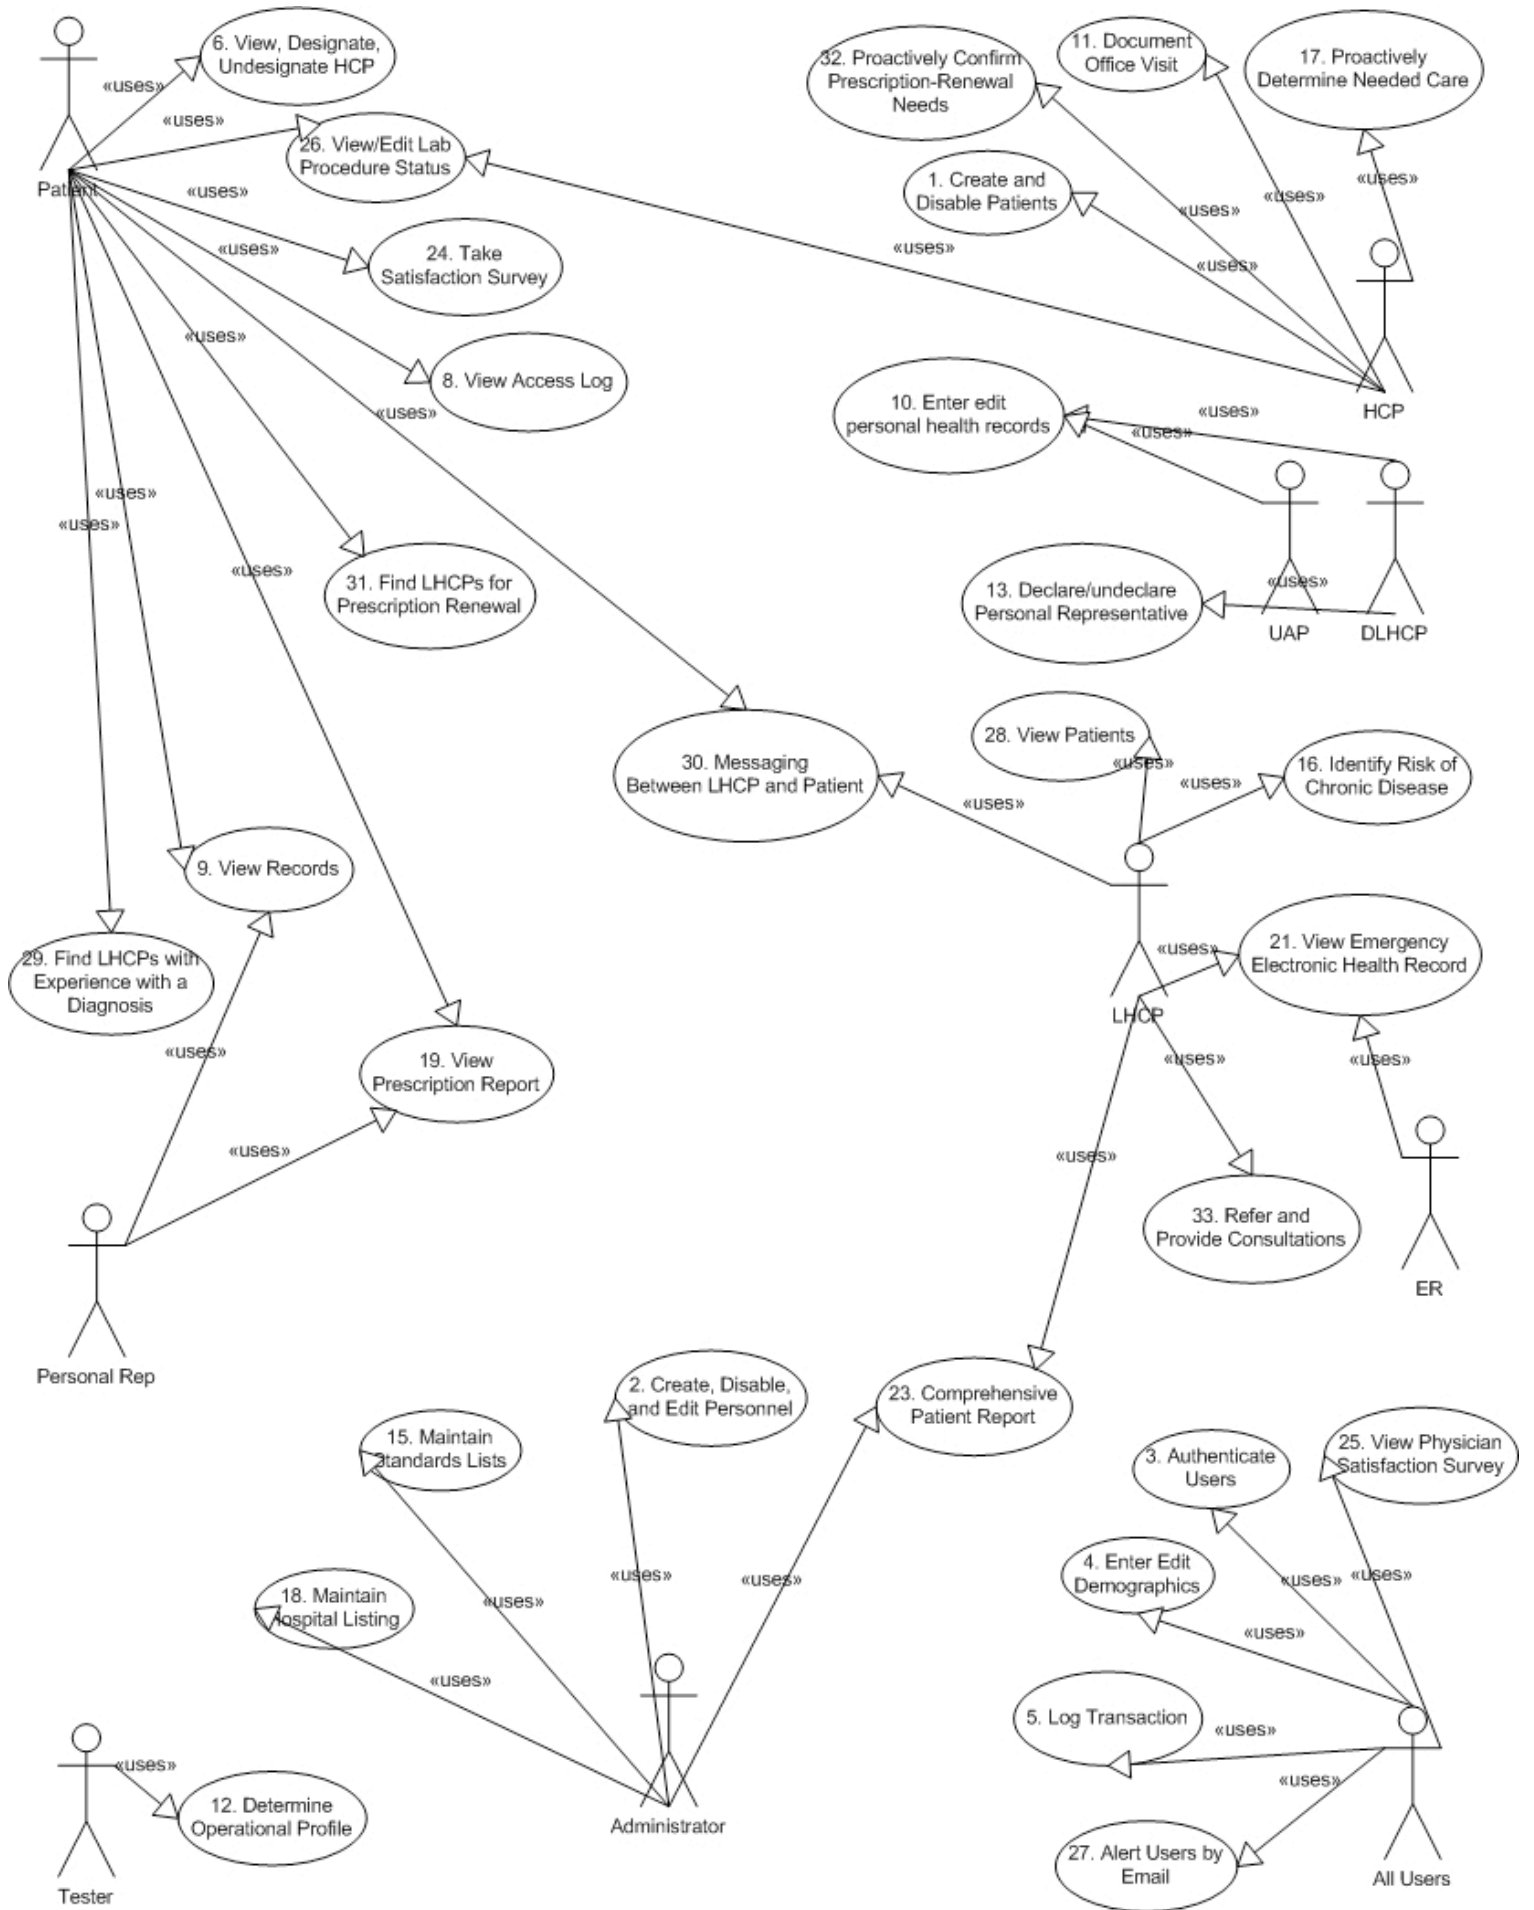 6. View, Designate,
Undesignate HCP
«uses»
«uses»
26. View/Edit Lab
Procedure Status
Patient
«uses»
24. Take
Satisfaction Survey
«uses»
8. View Access Log
«uses»
«uses»
31. Find LHCPs for
Prescription Renewal
«uses»
«uses»
«uses»
30. Messaging
Between LHCP and Patient
9. View Records
29. Find LHCPs with
Experience with a
Diagnosis
«uses»
19. View
Prescription Report
«uses»
Personal Rep
32. Proactively Confirm
Prescription-Renewal
Needs
11. Document
Office Visit
17. Proactively
Determine Needed Care
1. Create and
Disable Patients
«uses»
«uses»
«uses»
«uses»
«uses»
HCP
10. Enter edit
personal health records
«uses»
«uses»
13. Declare/undeclare
Personal Representative
«uses»
UAP
DLHCP
28. View Patients
«uses»
16. Identify Risk of
Chronic Disease
«uses»
«uses»
LHCP
«uses»
21. View Emergency
Electronic Health Record
«uses»
«uses»
«uses»
33. Refer and
Provide Consultations
ER
2. Create, Disable,
and Edit Personnel
23. Comprehensive
Patient Report
15. Maintain
Standards Lists
18. Maintain
Hospital Listing
«uses»
«uses»
«uses»
«uses»
Administrator
«uses»
12. Determine
Operational Profile
Tester
3. Authenticate
Users
25. View Physician
Satisfaction Survey
4. Enter Edit
Demographics
«uses»
«uses»
«uses»
5. Log Transaction
«uses»
«uses»
27. Alert Users by
Email
All Users